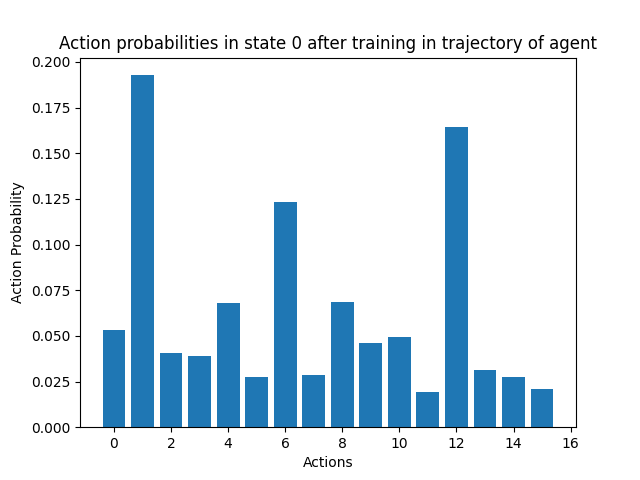 Action probabilities in state 0 after training in trajectory of agent
0.200
0.175
0.150
0.125
0.100
0.075
0.050
0.025
0.000
Action Probability
0 2 4 6 8 10 12 14 16
Actions